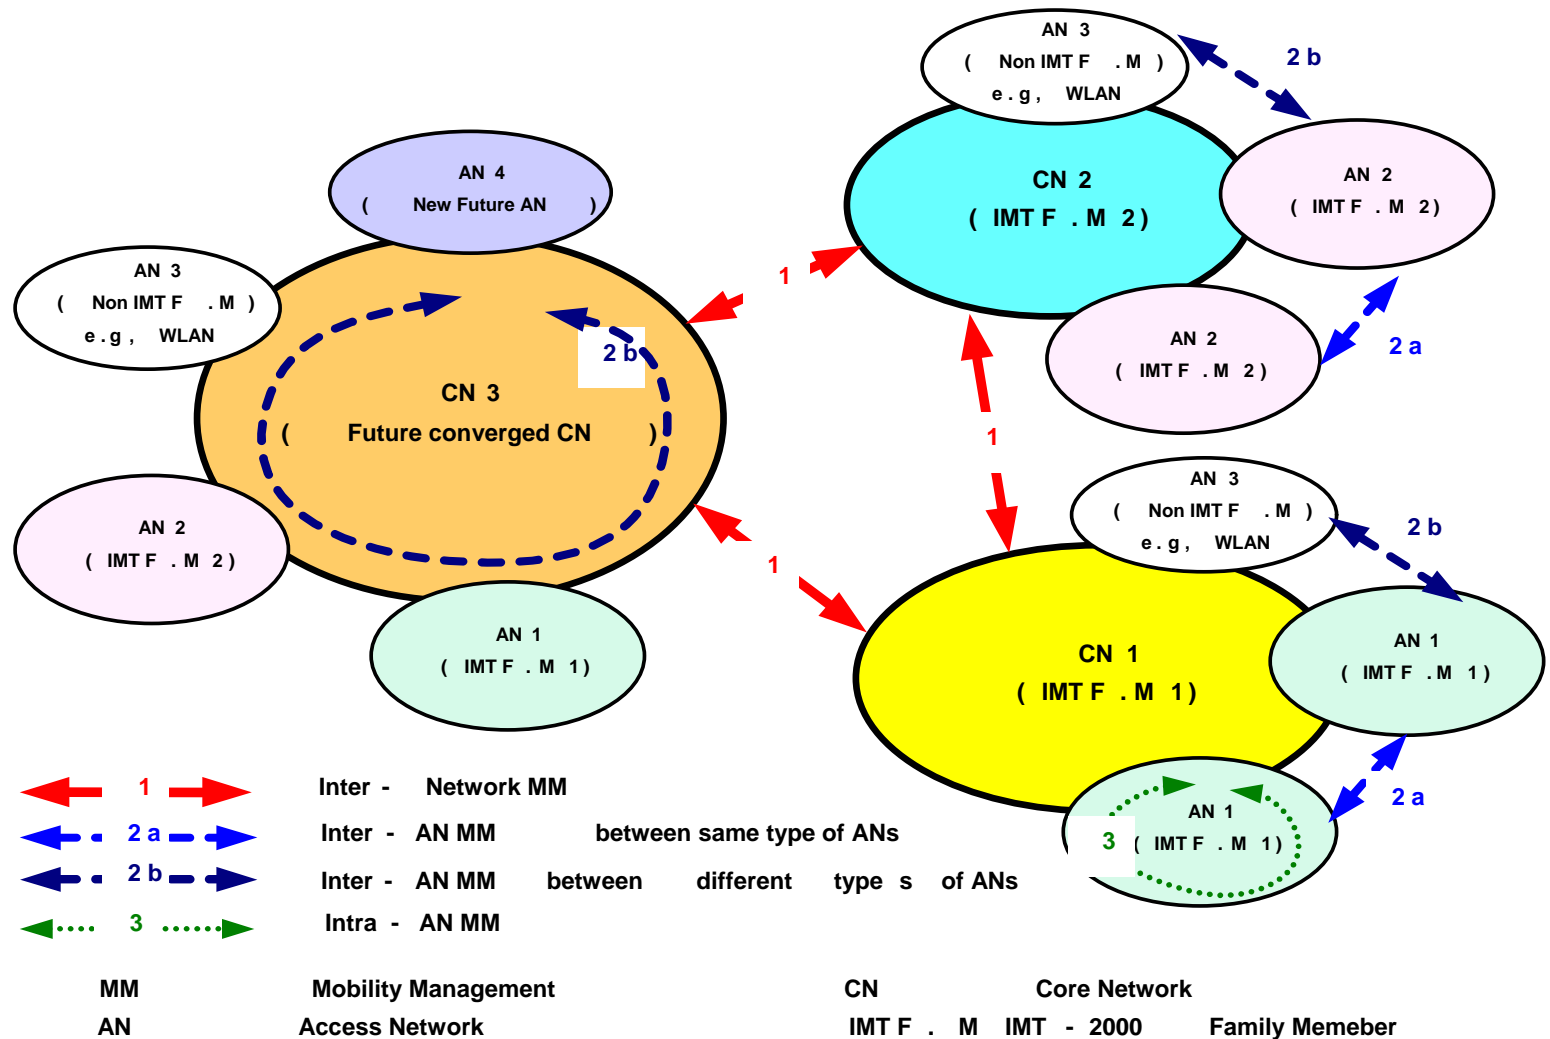 AN 3
( Non IMT F . M )
e . g , WLAN
2 b
AN 2
( IMT F . M 2 )
CN 2
( IMT F . M 2 )
AN 2
( IMT F . M 2 )
2 a
1
AN 4
( New Future AN )
AN 3
( Non IMT F . M )
e . g , WLAN
2 b
CN 3
( Future converged CN )
AN 2
( IMT F . M 2 )
AN 1
( IMT F . M 1 )
1
1
AN 3
( Non IMT F . M )
e . g , WLAN
2 b
AN 1
( IMT F . M 1 )
CN 1
( IMT F . M 1 )
2 a
AN 1
3 ( IMT F . M 1 )
1 Inter - Network MM
2 a Inter - AN MM between same type of ANs
2 b Inter - AN MM between different type s of ANs
3 Intra - AN MM
MM Mobility Management
AN Access Network
CN Core Network
IMT F . M IMT - 2000 Family Memeber